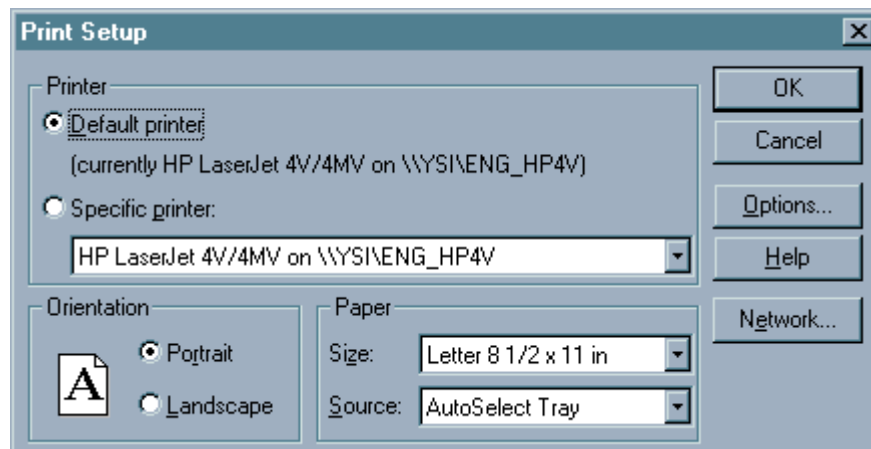 Print Setup
Printer
OK
Default printer
(currently HP LaserJet 4V/4MV on \\YSI\ENG_HP4V)
Cancel
Specific printer:
Options...
HP LaserJet 4V/4MV on \\YSI\ENG_HP4V
Help
Orientation
Paper
Network...
Portrait
Size:
Letter 8 1/2 x 11 in
A
Landscape
Source:
AutoSelect Tray